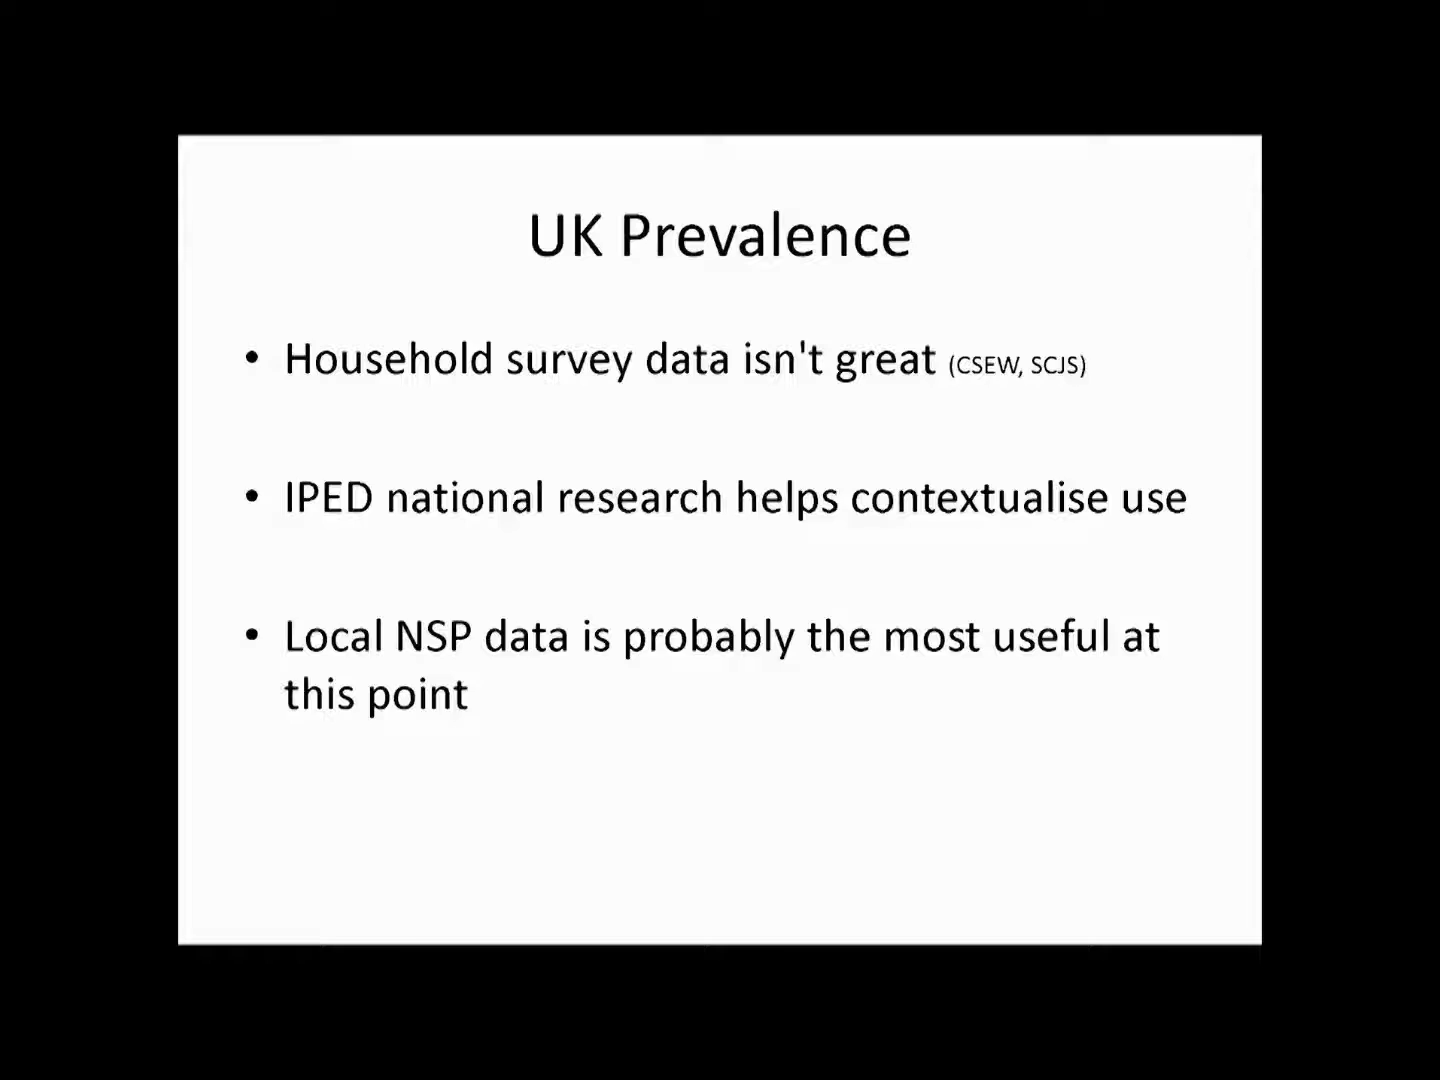 UK Prevalence
• Household survey data isn't great (CSEW, SCJS)
• IPED national research helps contextualise use
• Local NSP data is probably the most useful at
this point